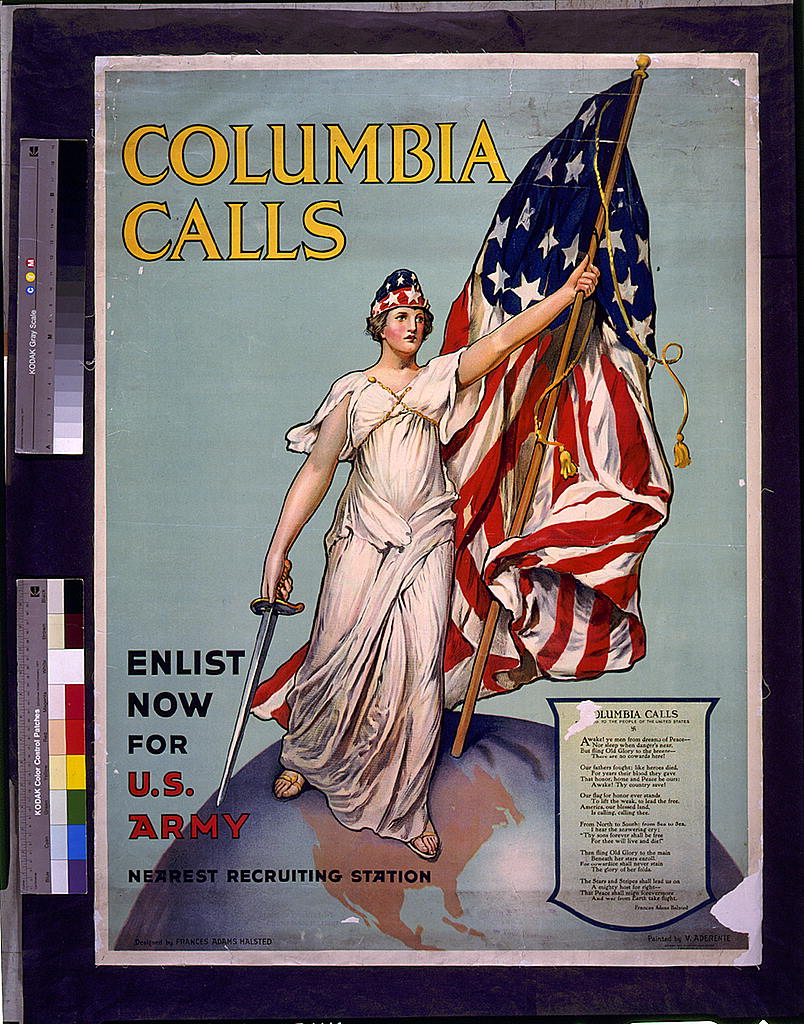 COLUMBIA
CALLS
ENLIST
NOW
FOR
U.S.
ARMY
NEAREST RECRUITING STATION
Designed by FRANCES ADAMS HALSTED
OLUMBIA CALLS
TO THE PEOPLE OF THE UNITED STATES
Awake! ye men from dreams of Peace—
Nor sleep when danger's near.
But fling Old Glory to the breeze—
There are no cowards here!
Our fathers fought; like heroes died,
For years their blood they gave
That honor, home and Peace be ours:
Awake! Thy country save!
Our flag for honor ever stands
To lift the weak, to lead the free.
America, our blessed land,
Is calling, calling thee.
From North to South; from Sea to Sea,
I hear the answering cry;
"Thy sons forever shall be free
For thee will live and die!"
Then fling Old Glory to the main
Beneath her stars enroll.
For cowardice shall never stain
The glory of her folds.
The Stars and Stripes shall lead us on
A mighty host for right—
That Peace shall reign forevermore
And war from Earth take flight.
Frances Adams Halsted
Painted by V. ADERENTE
KODAK Gray Scale
C Y M
KODAK Color Control Patches